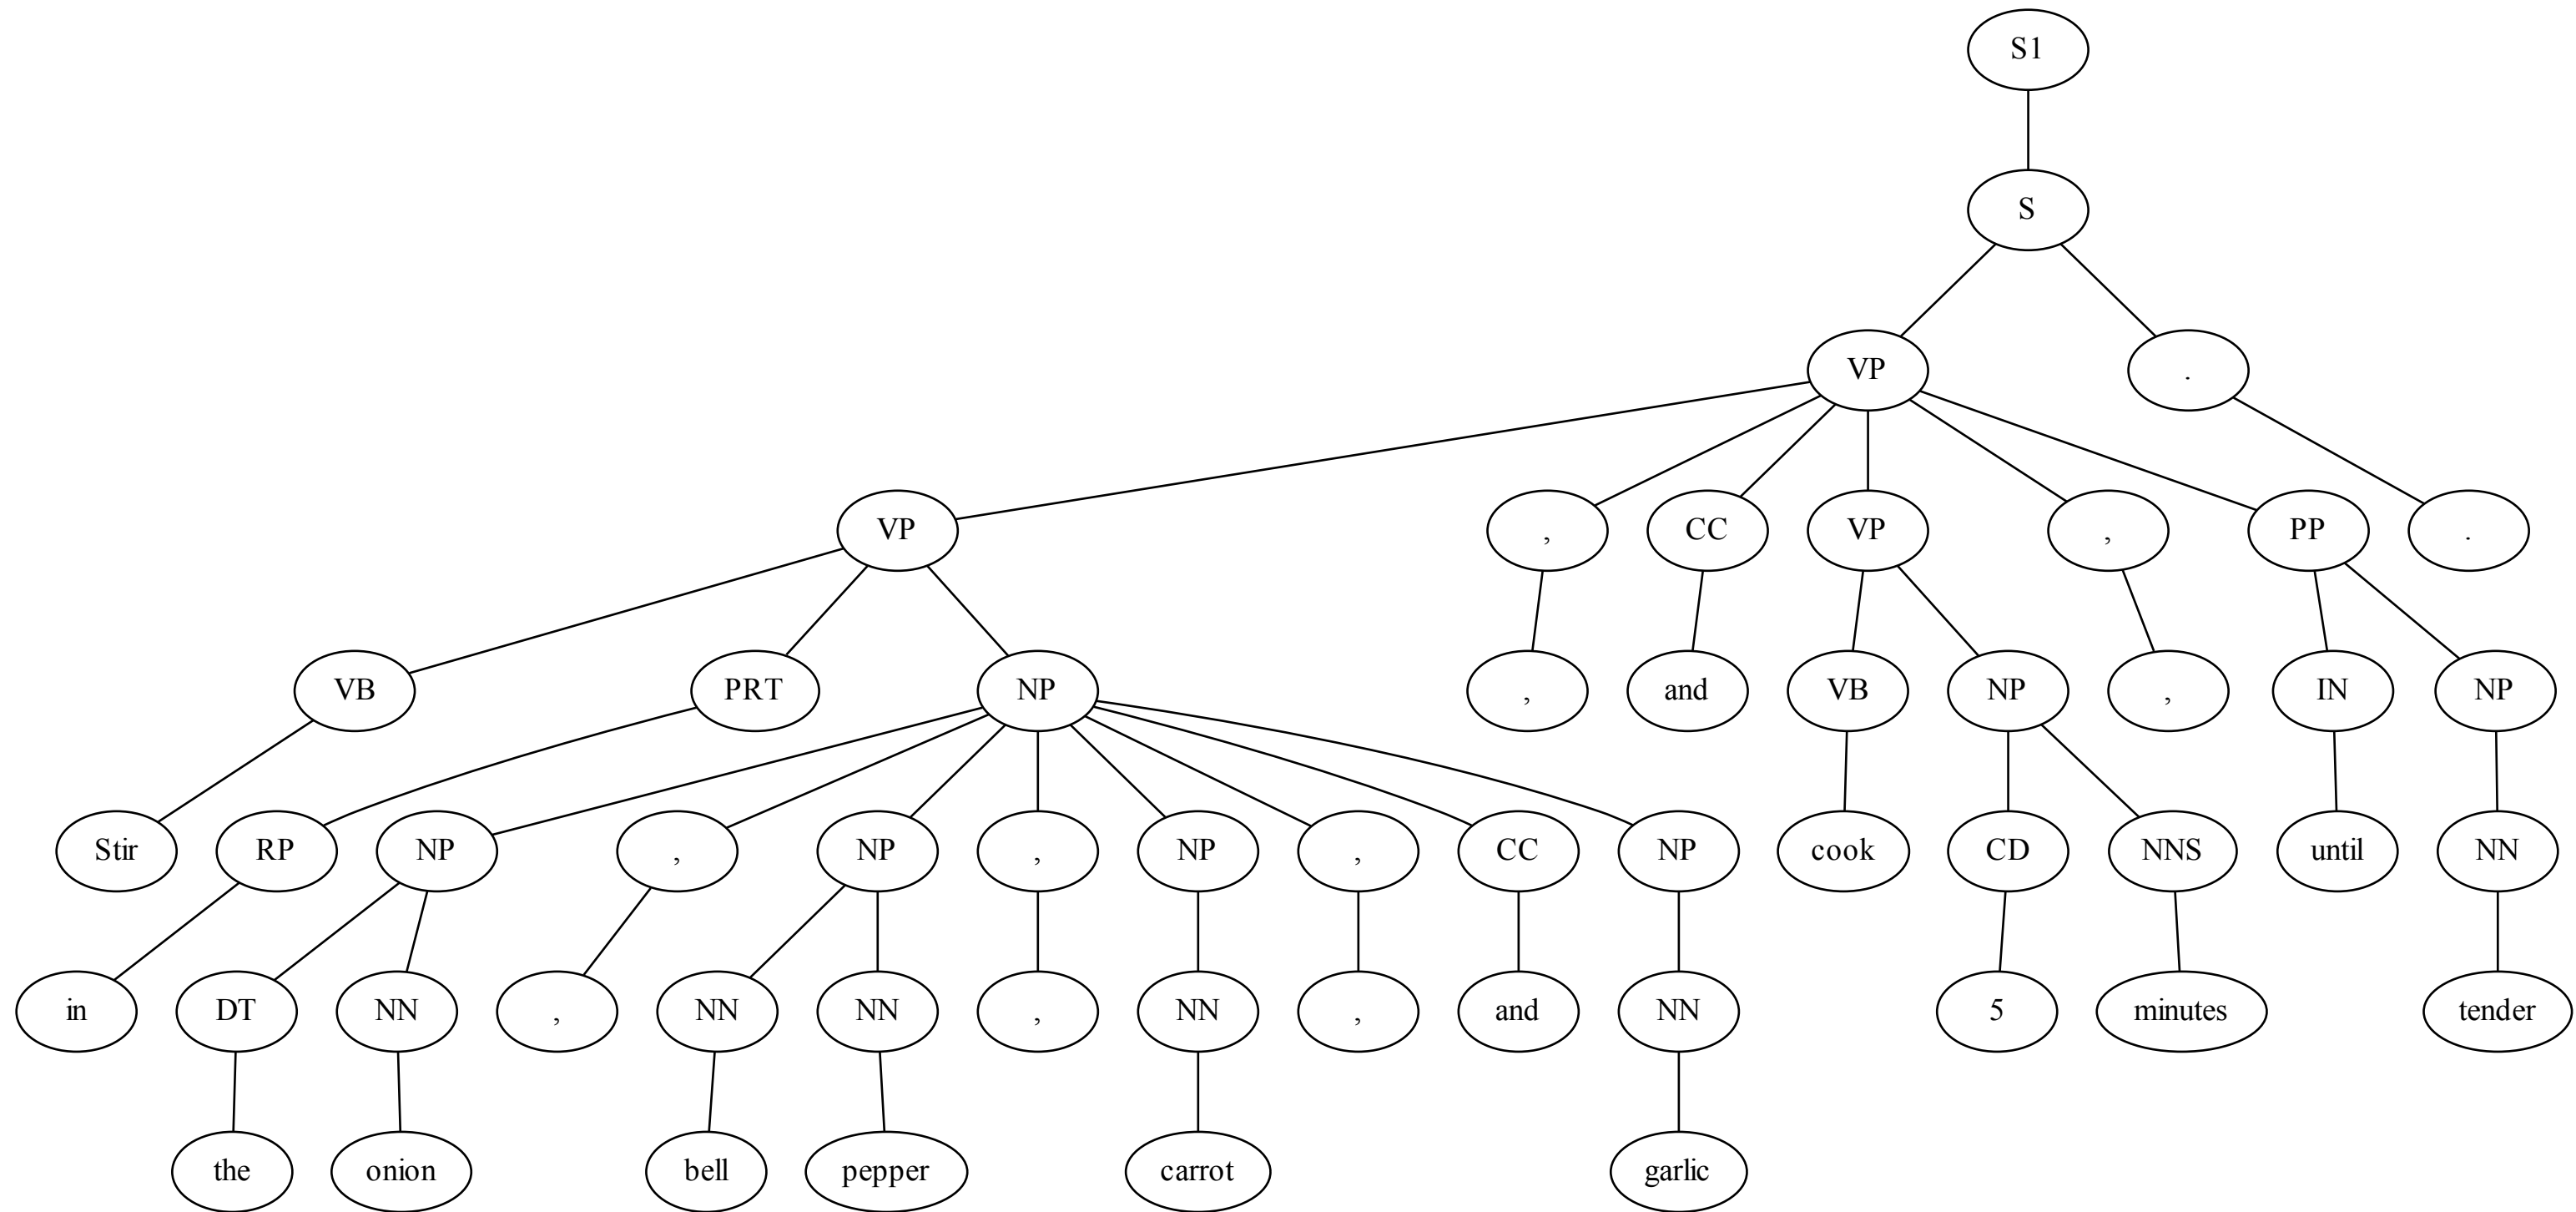 S1
S
VP .
VP , CC VP , PP .
VB PRT NP , and VB NP , IN NP
Stir RP NP , NP , NP , CC NP cook CD NNS until NN
in DT NN , NN NN , NN , and NN 5 minutes tender
the onion bell pepper carrot garlic